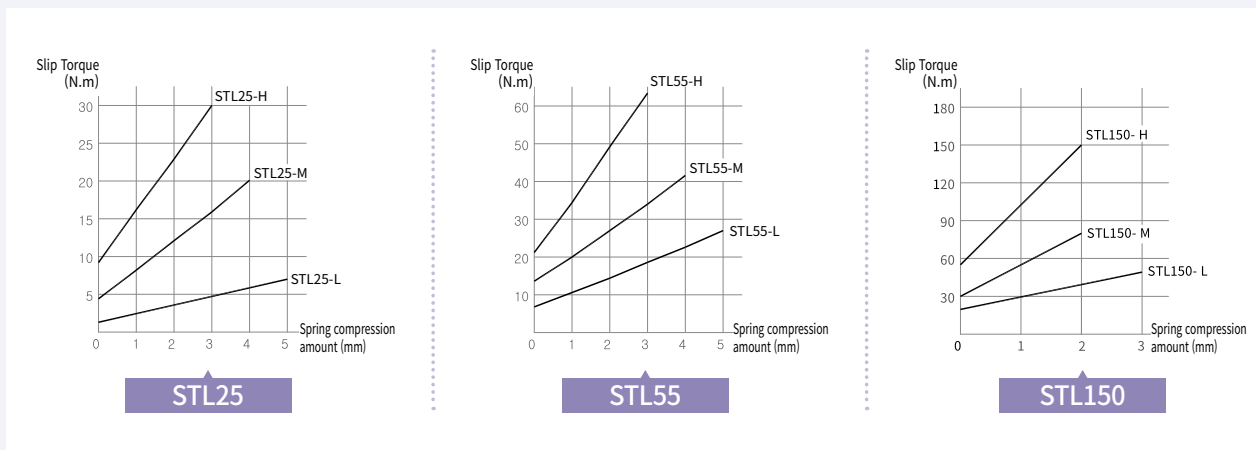 Slip Torque
(N.m)
30
25
20
15
10
5
0 1 2 3 4 5
STL25-H
STL25-M
STL25-L
Spring compression
amount (mm)
STL25
Slip Torque
(N.m)
60
50
40
30
20
10
0 1 2 3 4 5
STL55-H
STL55-M
STL55-L
Spring compression
amount (mm)
STL55
Slip Torque
(N.m)
180
150
120
90
60
30
0 1 2 3
STL150- H
STL150- M
STL150- L
Spring compression
amount (mm)
STL150